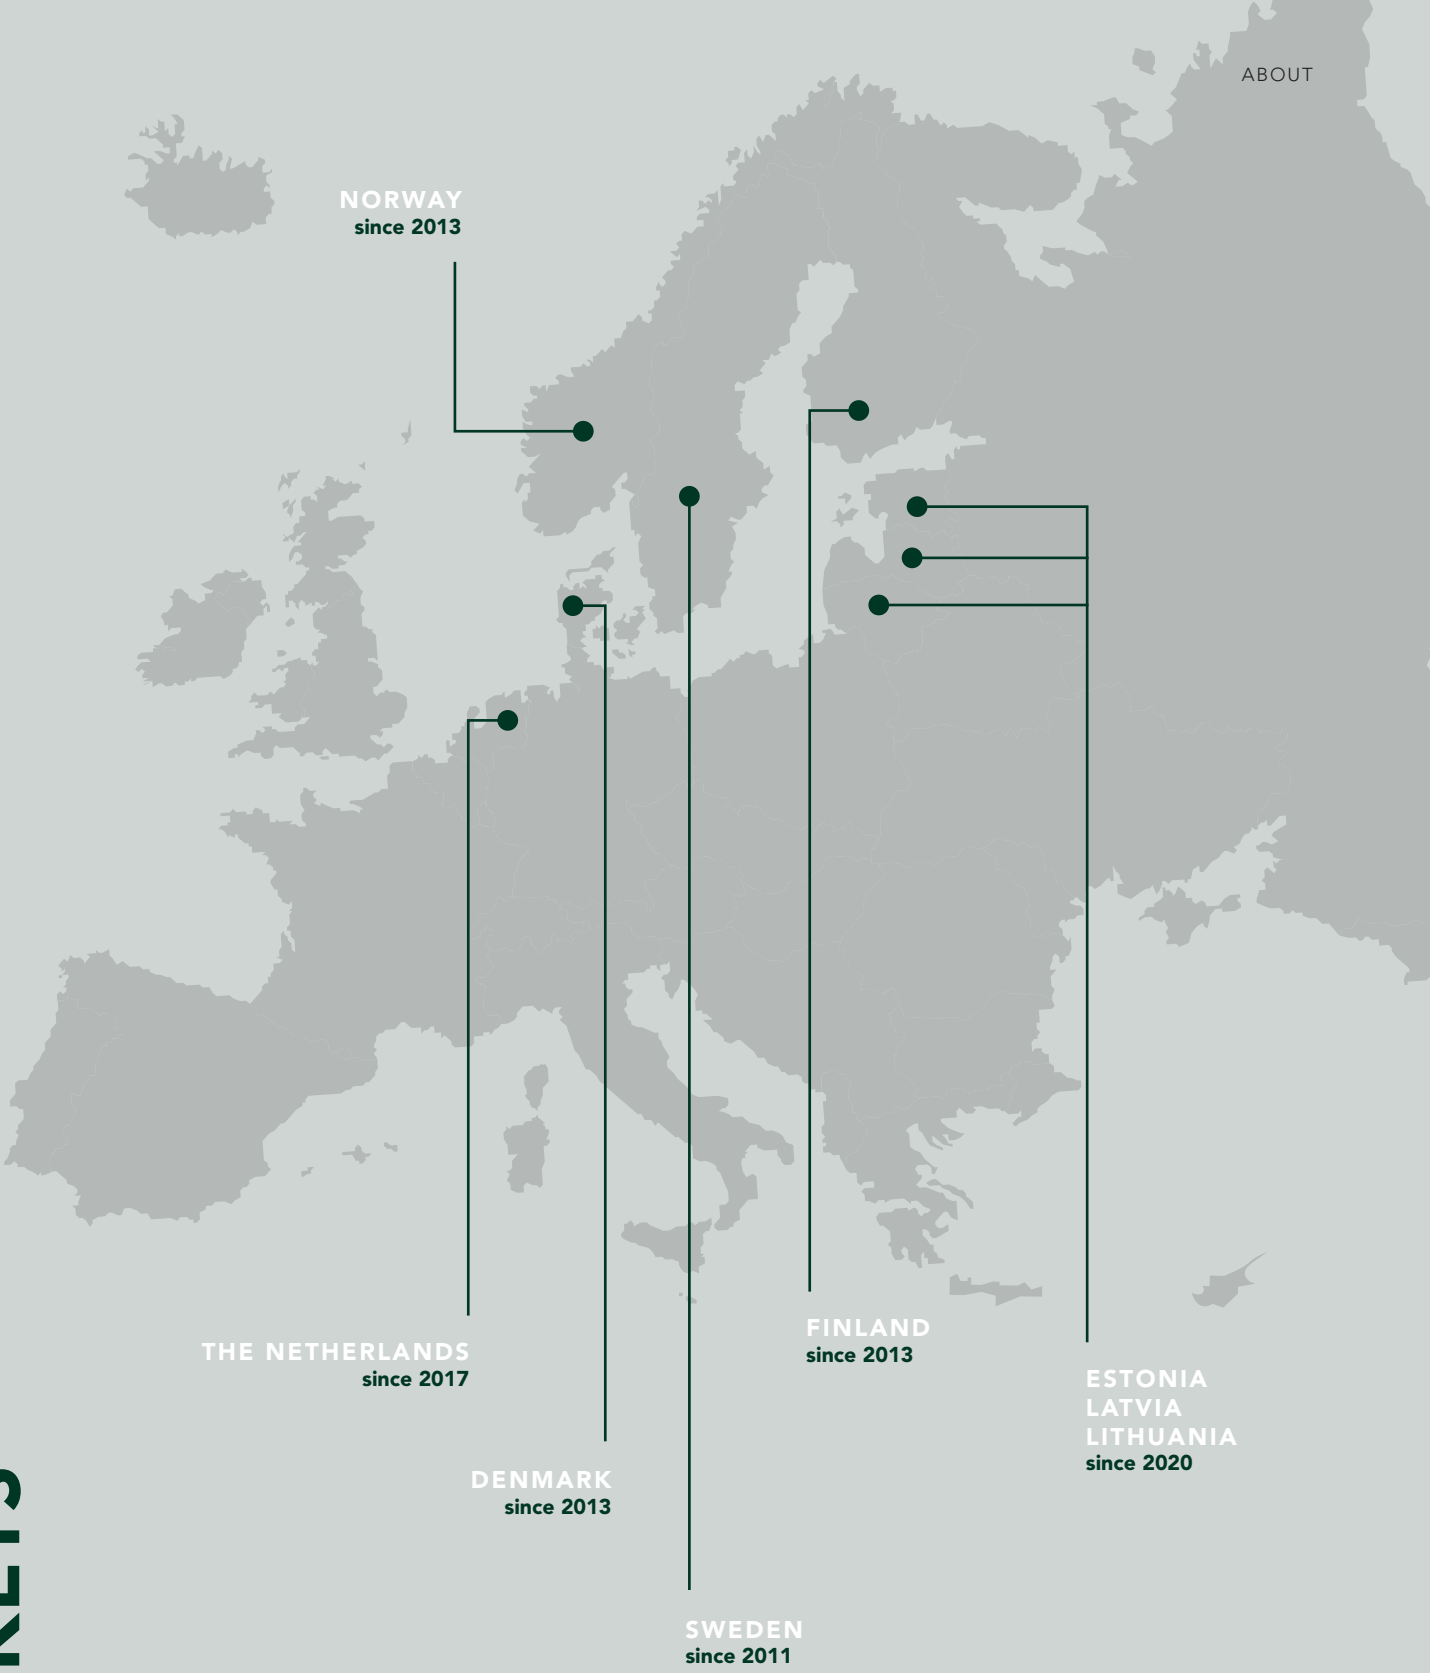 ABOUT
NORWAY
since 2013
THE NETHERLANDS
since 2017
DENMARK
since 2013
SWEDEN
since 2011
FINLAND
since 2013
ESTONIA
LATVIA
LITHUANIA
since 2020